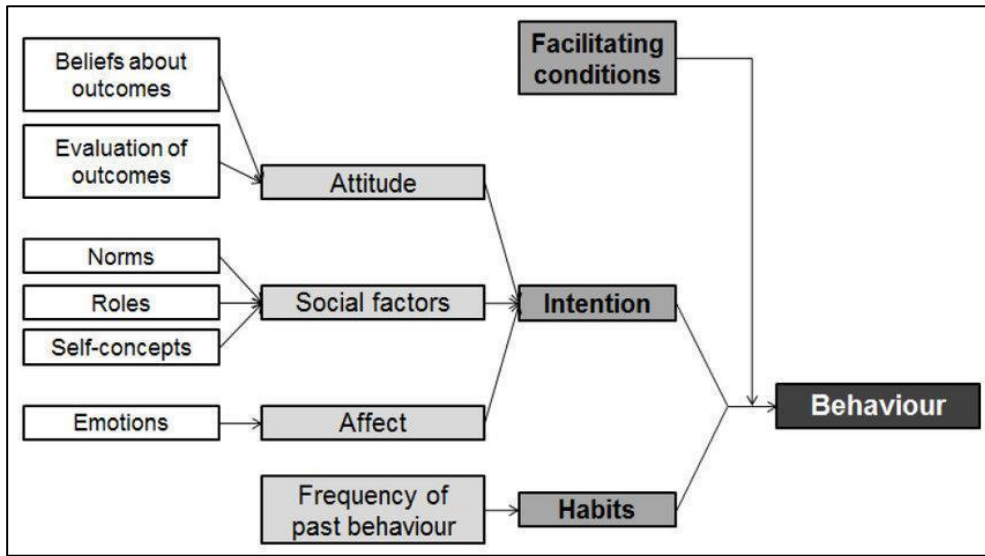 Beliefs about
outcomes
Evaluation of
outcomes
Norms
Roles
Self-concepts
Emotions
Attitude
Social factors
Affect
Frequency of
past behaviour
Facilitating
conditions
Intention
Habits
Behaviour